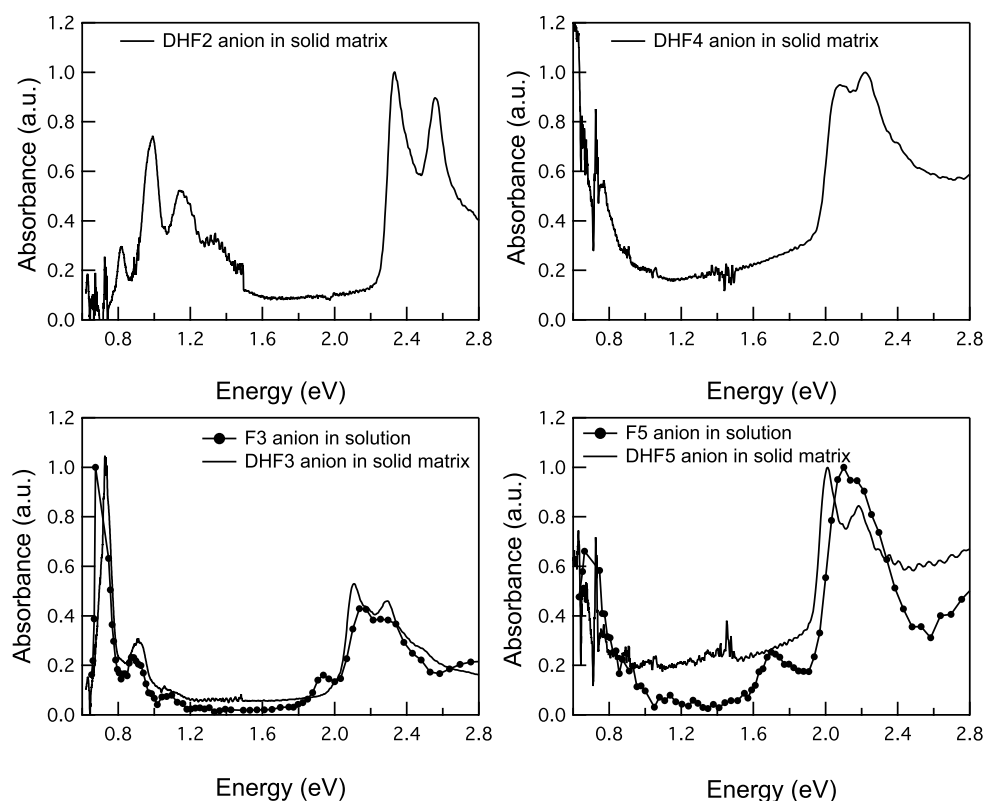 DHF2 anion in solid matrix
Absorbance (a.u.)
1.2
1.0
0.8
0.6
0.4
0.2
0.0
0.8 1.2 1.6 2.0 2.4 2.8
Energy (eV)
DHF4 anion in solid matrix
Absorbance (a.u.)
1.2
1.0
0.8
0.6
0.4
0.2
0.0
0.8 1.2 1.6 2.0 2.4 2.8
Energy (eV)
F3 anion in solution
DHF3 anion in solid matrix
Absorbance (a.u.)
1.2
1.0
0.8
0.6
0.4
0.2
0.0
0.8 1.2 1.6 2.0 2.4 2.8
Energy (eV)
F5 anion in solution
DHF5 anion in solid matrix
Absorbance (a.u.)
1.2
1.0
0.8
0.6
0.4
0.2
0.0
0.8 1.2 1.6 2.0 2.4 2.8
Energy (eV)